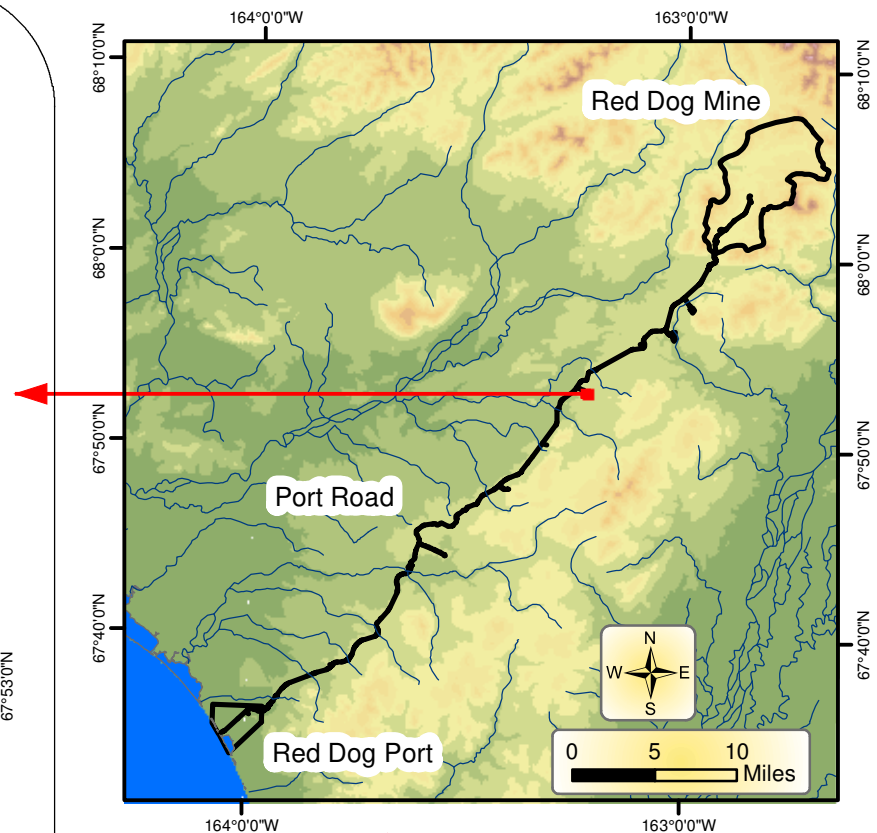 164°0'0"W
163°0'0"W
68°10'0"N
68°10'0"N
Red Dog Mine
68°0'0"N
68°0'0"N
67°50'0"N
67°50'0"N
Port Road
67°40'0"N
67°40'0"N
67°53'0"N
N
W
E
S
Red Dog Port
0
5
10
Miles
164°0'0"W
163°0'0"W